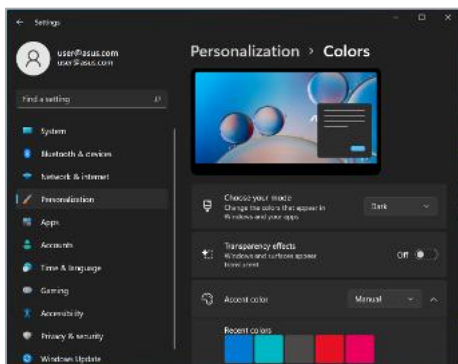 Settings
user@asus.com
user@asus.com
Find a setting
System
Bluetooth & devices
Network & internet
Personalization
Apps
Accounts
Time & language
Gaming
Accessibility
Privacy & security
Windows Update
Personalization > Colors
Choose your mode
Change the colors that appear in
Windows and your apps
Dark
Transparency effects
Windows and surfaces appear
translucent
Off
Accent color
Manual
Recent colors